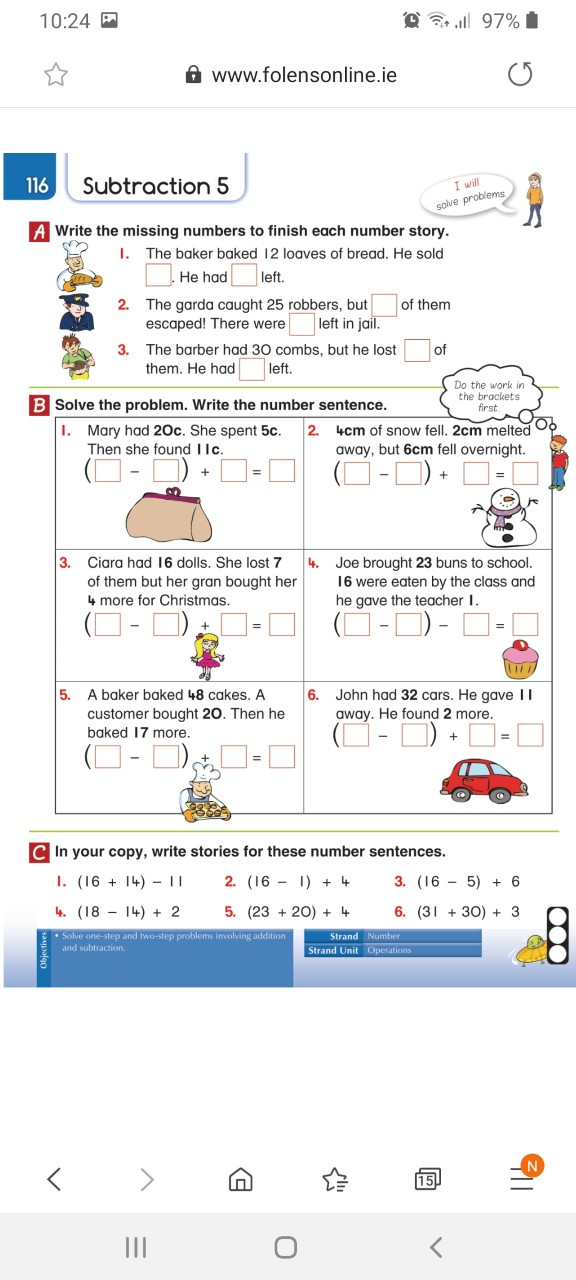 10:24 97%
www.folensonline.ie
116 Subtraction 5
I will
solve problems.
A Write the missing numbers to finish each number story.
1. The baker baked 12 loaves of bread. He sold
. He had left.
2. The garda caught 25 robbers, but of them
escaped! There were left in jail.
3. The barber had 30 combs, but he lost of
them. He had left.
Do the work in
the brackets
first.
B Solve the problem. Write the number sentence.
1. Mary had 20c. She spent 5c.
Then she found 11c.
( - ) + =
2. 4cm of snow fell. 2cm melted
away, but 6cm fell overnight.
( - ) + =
3. Ciara had 16 dolls. She lost 7
of them but her gran bought her
4 more for Christmas.
( - ) + =
4. Joe brought 23 buns to school.
16 were eaten by the class and
he gave the teacher 1.
( - ) - =
5. A baker baked 48 cakes. A
customer bought 20. Then he
baked 17 more.
( - ) + =
6. John had 32 cars. He gave 11
away. He found 2 more.
( - ) + =
C In your copy, write stories for these number sentences.
1. (16 + 14) - 11 2. (16 - 1) + 4 3. (16 - 5) + 6
4. (18 - 14) + 2 5. (23 + 20) + 4 6. (31 + 30) + 3
Objectives
• Solve one-step and two-step problems involving addition
and subtraction.
Strand Number
Strand Unit Operations
15
N